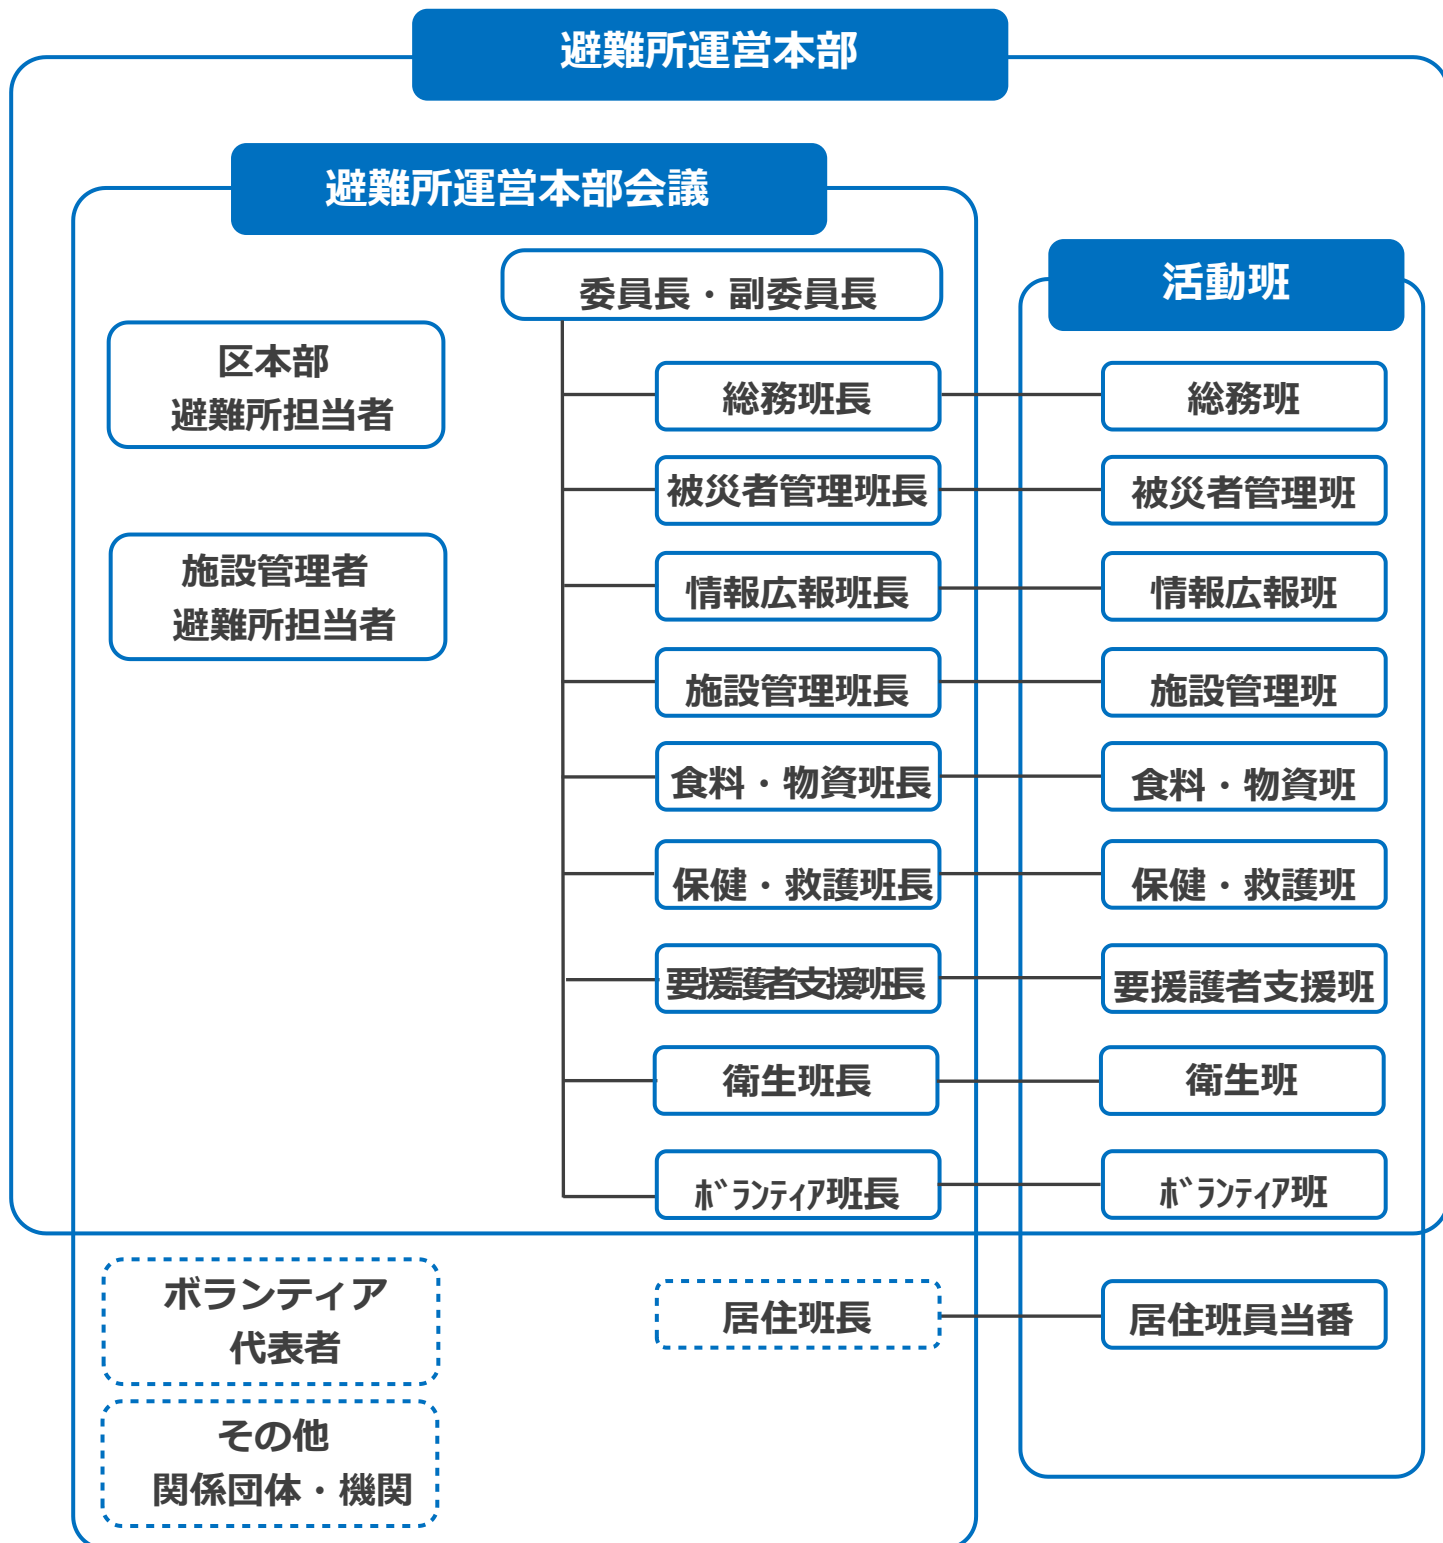 避難所運営本部
避難所運営本部会議
委員長・副委員長
活動班
区本部
避難所担当者
施設管理者
避難所担当者
総務班長
総務班
被災者管理班長
被災者管理班
情報広報班長
情報広報班
施設管理班長
施設管理班
食料・物資班長
食料・物資班
保健・救護班長
保健・救護班
要援護者支援班長
要援護者支援班
衛生班長
衛生班
ﾎﾞランティア班長
ﾎﾞランティア班
ボランティア
代表者
居住班長
居住班員当番
その他
関係団体・機関